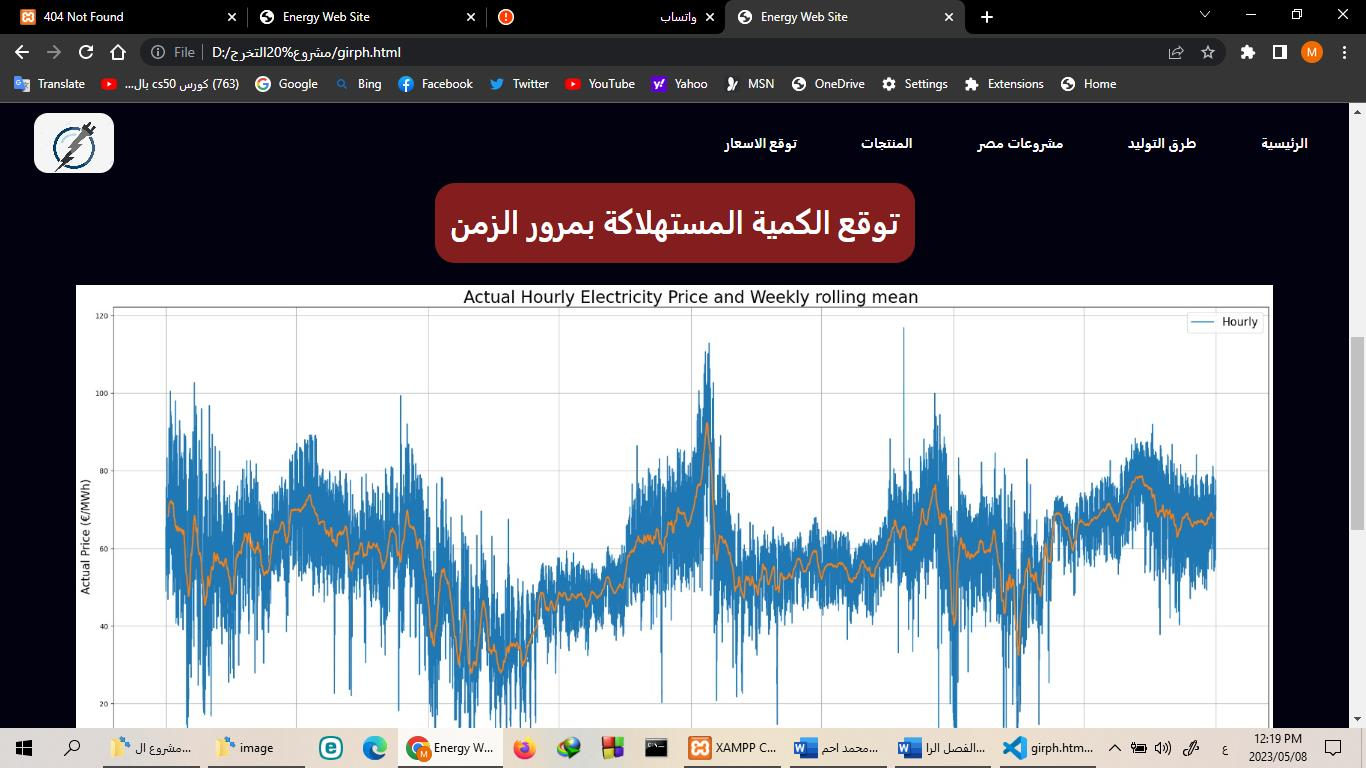 404 Not Found
Energy Web Site
واتساب
Energy Web Site
File
D:/مشروع%20التخرج/girph.html
M
Translate
(763) كورس cs50 بال...
Google
Bing
Facebook
Twitter
YouTube
Yahoo
MSN
OneDrive
Settings
Extensions
Home
الرئيسية
طرق التوليد
مشروعات مصر
المنتجات
توقع الاسعار
توقع الكمية المستهلاكة بمرور الزمن
Actual Hourly Electricity Price and Weekly rolling mean
Hourly
Actual Price (€/MWh)
120
100
80
60
40
20
مشروع ال...
image
Energy W...
XAMPP C...
محمد احم...
الفصل الرا...
girph.htm...
ع
12:19 PM
2023/05/08